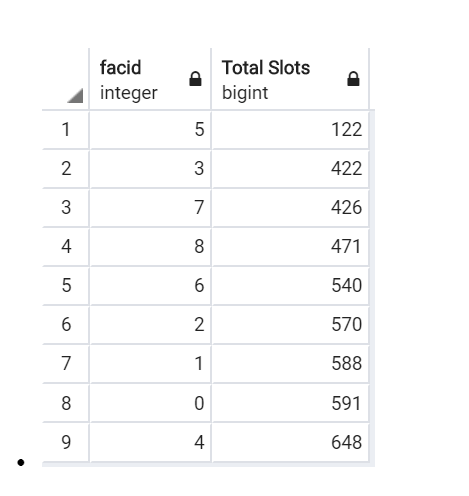 facid Total Slots
integer bigint
1 5 122
2 3 422
3 7 426
4 8 471
5 6 540
6 2 570
7 1 588
8 0 591
9 4 648